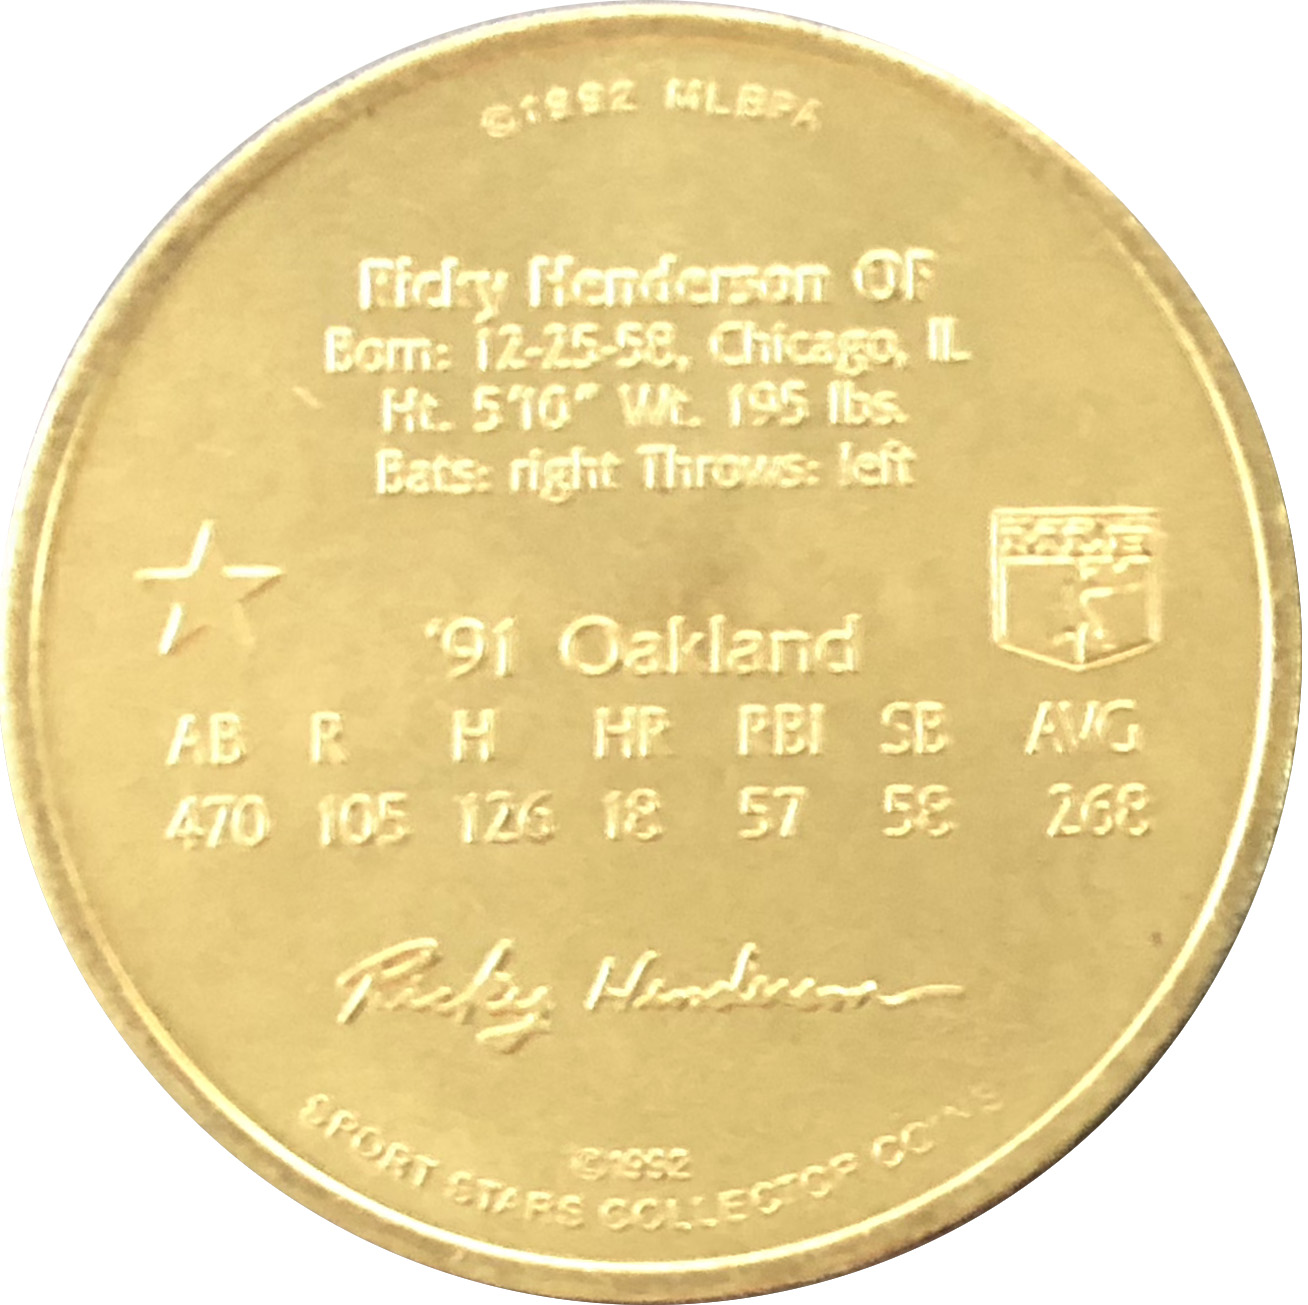 ©1992 MLBPA
Ricky Henderson OF
Born: 12-25-58, Chicago, IL
Ht. 5'10" Wt. 195 lbs.
Bats: right Throws: left
'91 Oakland
AB R H HR RBI SB AVG
470 105 126 18 57 58 268
Ricky Henderson
©1992
SPORT STARS COLLECTOR COINS